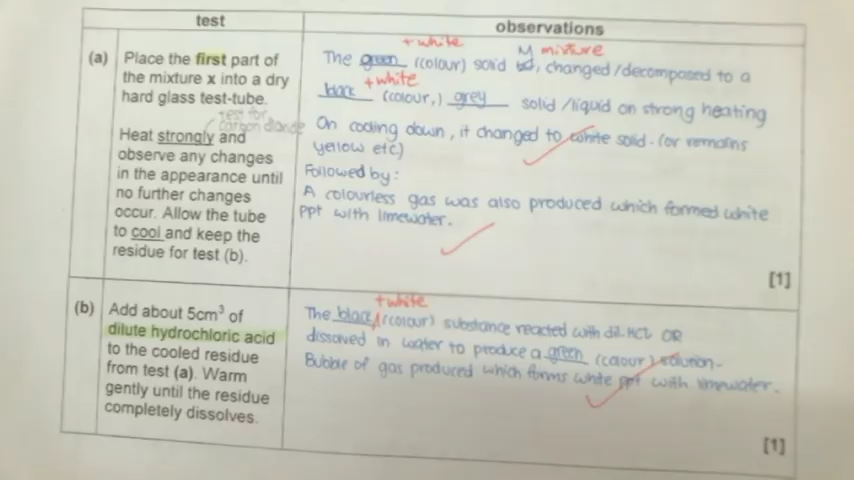 test
observations
(a) Place the first part of
the mixture x into a dry
hard glass test-tube.
test for
carbon dioxide
Heat strongly and
observe any changes
in the appearance until
no further changes
occur. Allow the tube
to cool and keep the
residue for test (b).
+ white
mixture
The green (colour) solid changed/decomposed to a
+ white
black (colour,) grey solid/liquid on strong heating
On cooling down, it changed to white solid. (or remains
yellow etc)
Followed by:
A colourless gas was also produced which formed white
ppt with limewater.
[1]
(b) Add about 5cm³ of
dilute hydrochloric acid
to the cooled residue
from test (a). Warm
gently until the residue
completely dissolves.
+ white
The black (colour) substance reacted with dil. HCl OR
dissolved in water to produce a green (colour) solution-
Bubble of gas produced which forms white ppt with limewater.
[1]